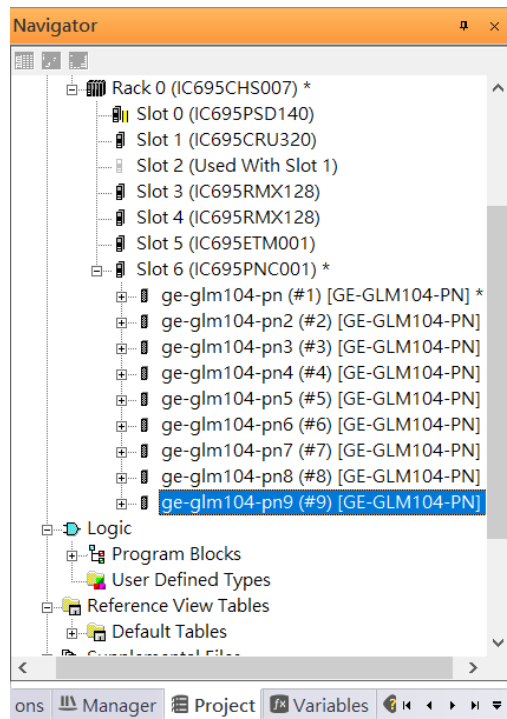 Navigator
Rack 0 (IC695CHS007) *
Slot 0 (IC695PSD140)
Slot 1 (IC695CRU320)
Slot 2 (Used With Slot 1)
Slot 3 (IC695RMX128)
Slot 4 (IC695RMX128)
Slot 5 (IC695ETM001)
Slot 6 (IC695PNC001) *
ge-glm104-pn (#1) [GE-GLM104-PN] *
ge-glm104-pn2 (#2) [GE-GLM104-PN]
ge-glm104-pn3 (#3) [GE-GLM104-PN]
ge-glm104-pn4 (#4) [GE-GLM104-PN]
ge-glm104-pn5 (#5) [GE-GLM104-PN]
ge-glm104-pn6 (#6) [GE-GLM104-PN]
ge-glm104-pn7 (#7) [GE-GLM104-PN]
ge-glm104-pn8 (#8) [GE-GLM104-PN]
ge-glm104-pn9 (#9) [GE-GLM104-PN]
Logic
Program Blocks
User Defined Types
Reference View Tables
Default Tables
Supplemental Files
ons Manager Project Variables